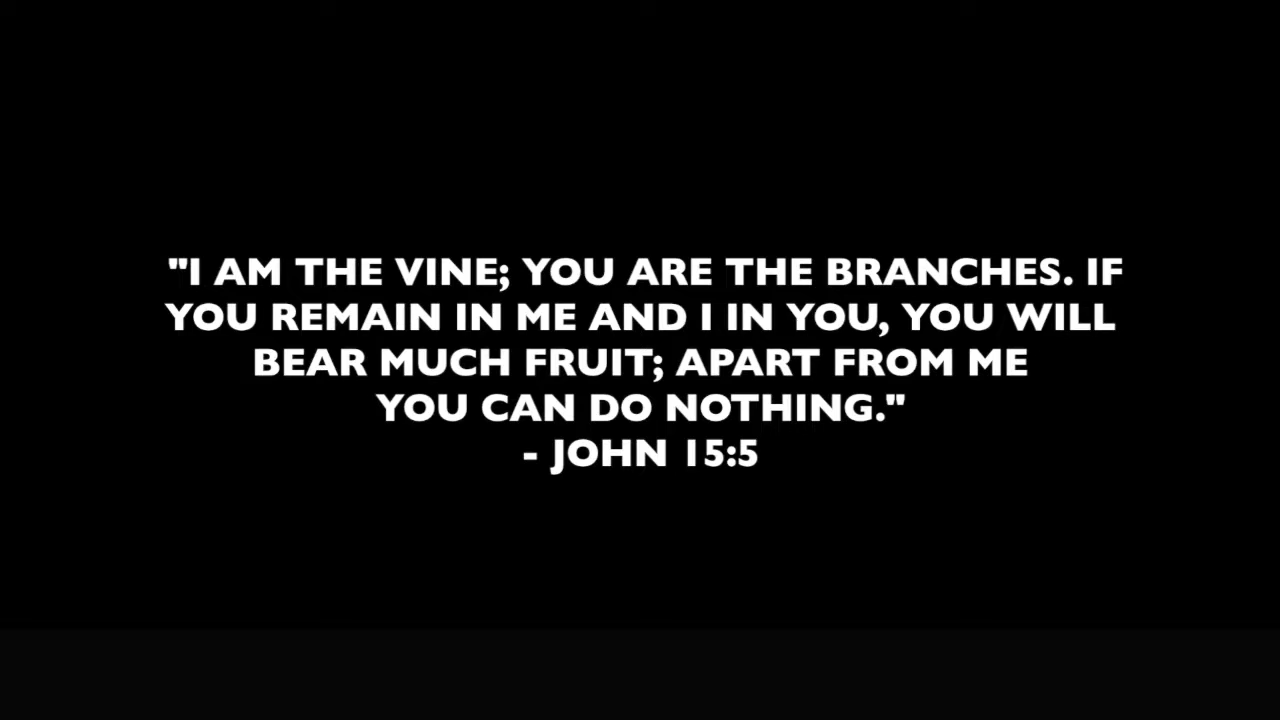 "I AM THE VINE; YOU ARE THE BRANCHES. IF
YOU REMAIN IN ME AND I IN YOU, YOU WILL
BEAR MUCH FRUIT; APART FROM ME
YOU CAN DO NOTHING."
- JOHN 15:5